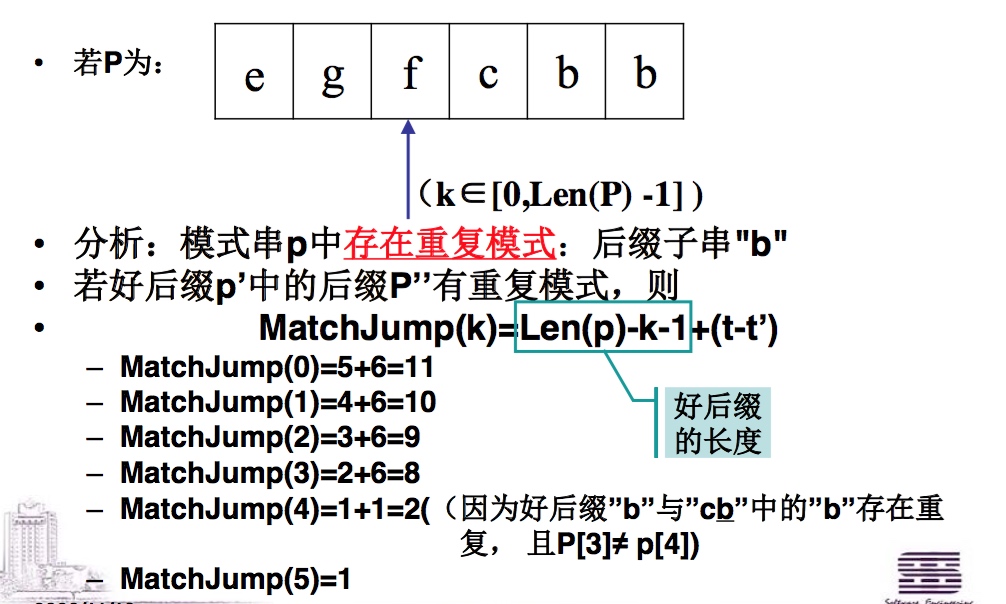 • 若P为：
e g f c b b
（k∈[0,Len(P) -1] )
• 分析：模式串p中存在重复模式：后缀子串"b"
• 若好后缀p’中的后缀P’’有重复模式，则
• MatchJump(k)=Len(p)-k-1+(t-t’)
– MatchJump(0)=5+6=11
– MatchJump(1)=4+6=10
好后缀
的长度
– MatchJump(2)=3+6=9
– MatchJump(3)=2+6=8
– MatchJump(4)=1+1=2(（因为好后缀”b”与”cb”中的”b”存在重
复， 且P[3]≠ p[4])
– MatchJump(5)=1
Software Engineering